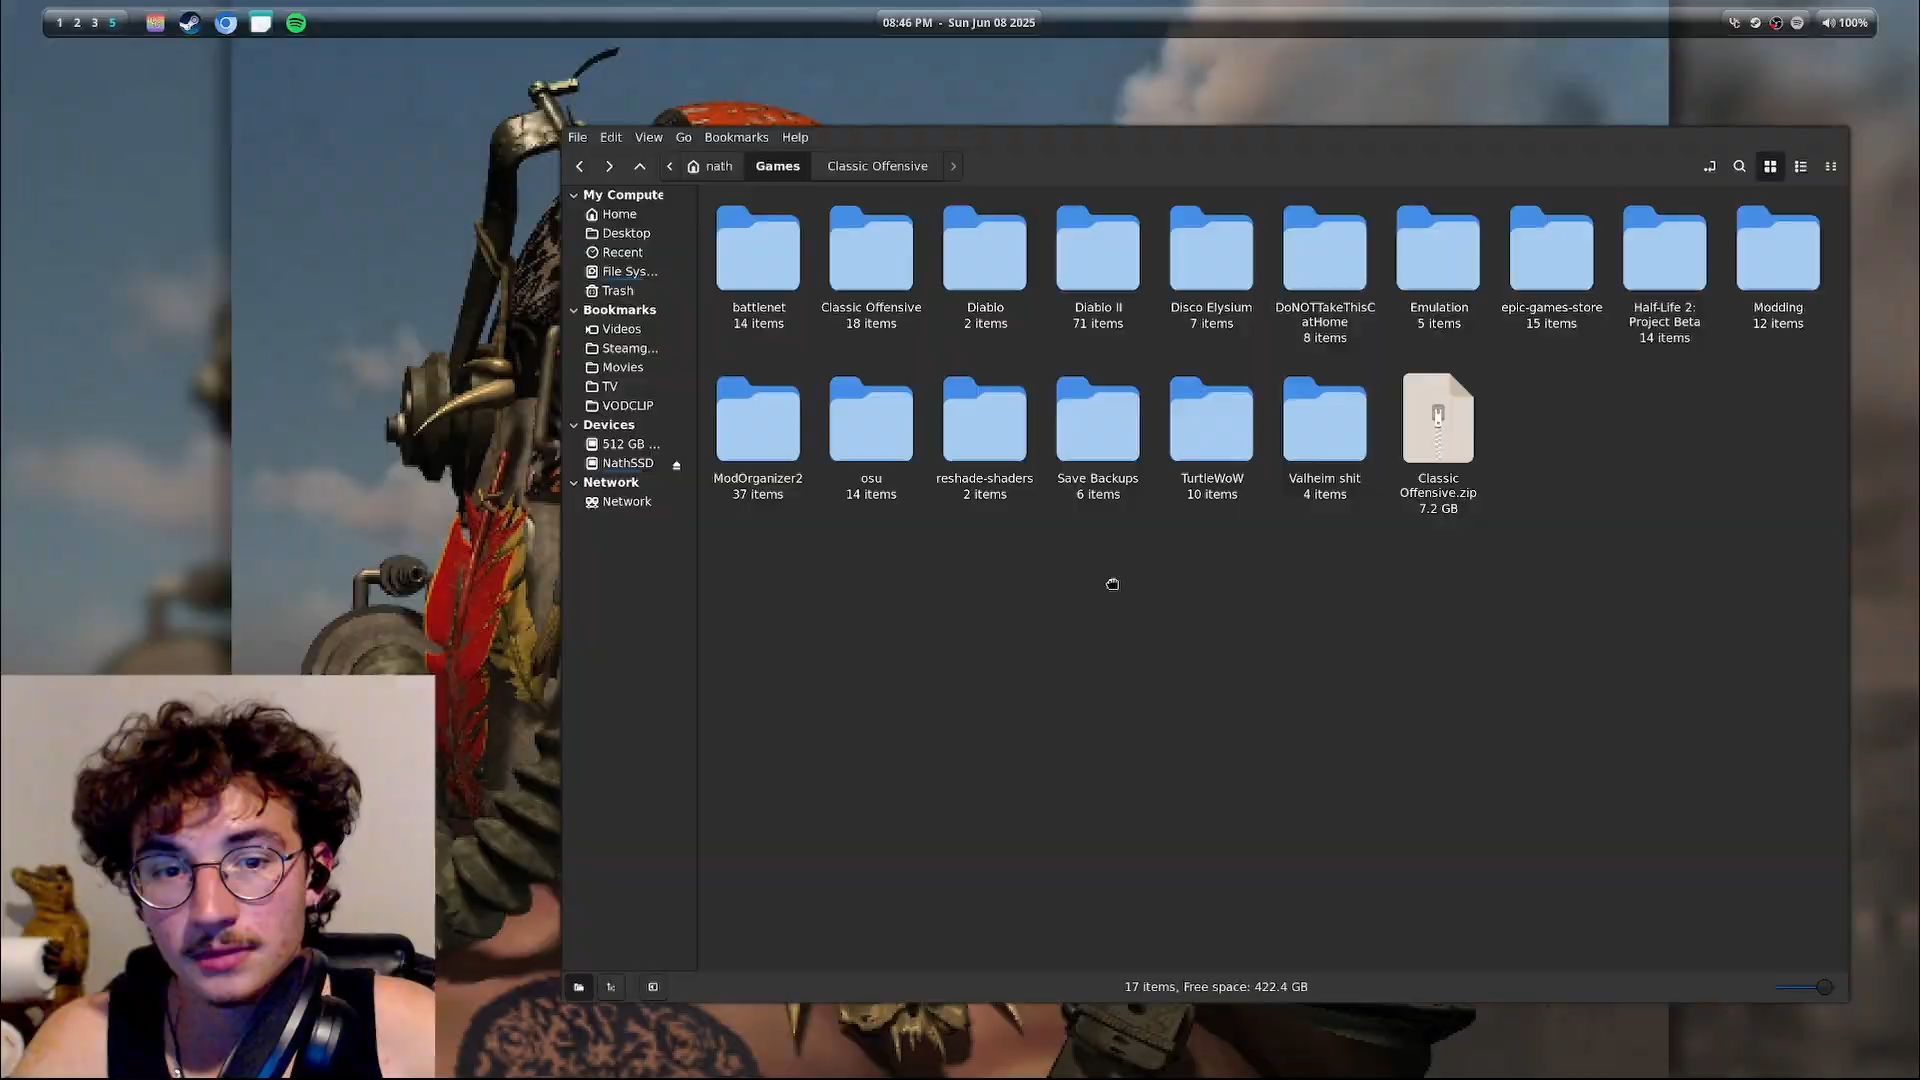 1 2 3 5
08:46 PM - Sun Jun 08 2025
100%
File Edit View Go Bookmarks Help
nath Games Classic Offensive
My Compute
Home
Desktop
Recent
File Sys...
Trash
Bookmarks
Videos
Steamg...
Movies
TV
VODCLIP
Devices
512 GB ...
NathSSD
Network
Network
battlenet
14 items
Classic Offensive
18 items
Diablo
2 items
Diablo II
71 items
Disco Elysium
7 items
DoNOTTakeThisC
atHome
8 items
Emulation
5 items
epic-games-store
15 items
Half-Life 2:
Project Beta
14 items
Modding
12 items
ModOrganizer2
37 items
osu
14 items
reshade-shaders
2 items
Save Backups
6 items
TurtleWoW
10 items
Valheim shit
4 items
Classic
Offensive.zip
7.2 GB
17 items, Free space: 422.4 GB